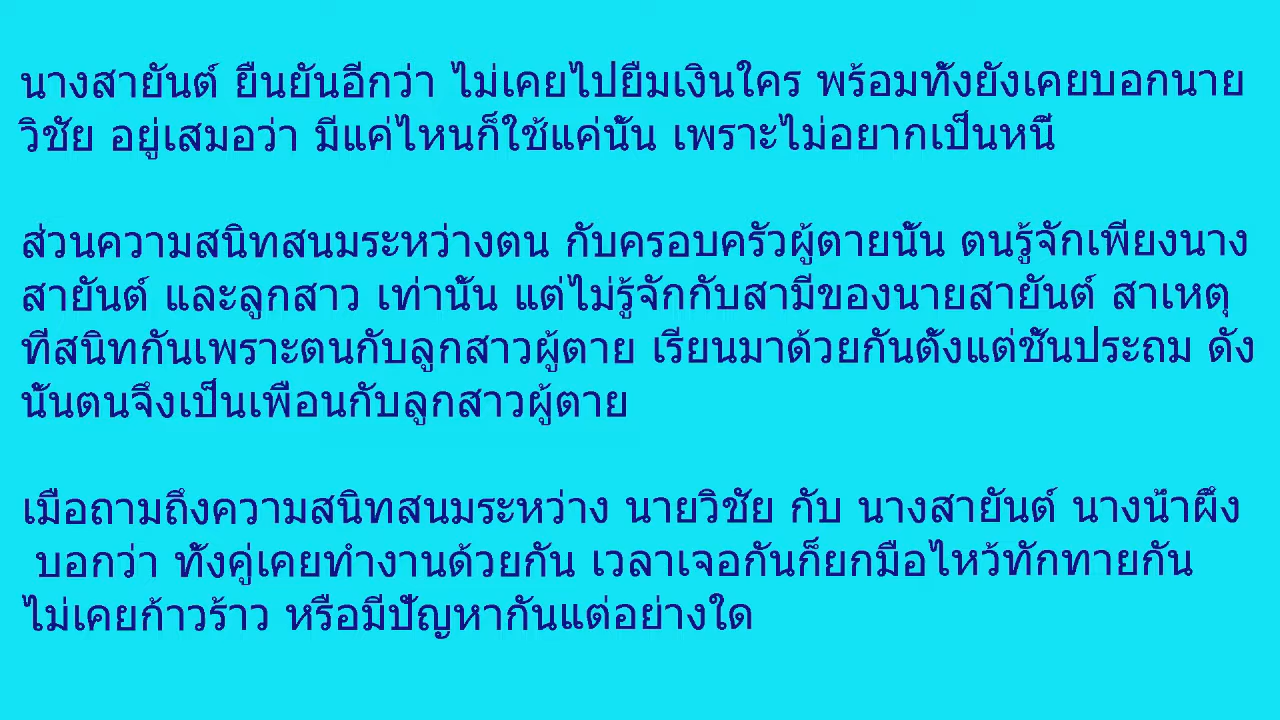 นางสายันต์ ยืนยันอีกว่า ไม่เคยไปยืมเงินใคร พร้อมทั้งยังเคยบอกนาย
วิชัย อยู่เสมอว่า มีแค่ไหนก็ใช้แค่นั้น เพราะไม่อยากเป็นหนี้
ส่วนความสนิทสนมระหว่างตน กับครอบครัวผู้ตายนั้น ตนรู้จักเพียงนาง
สายันต์ และลูกสาว เท่านั้น แต่ไม่รู้จักกับสามีของนายสายันต์ สาเหตุ
ที่สนิทกันเพราะตนกับลูกสาวผู้ตาย เรียนมาด้วยกันตั้งแต่ชั้นประถม ดัง
นั้นตนจึงเป็นเพื่อนกับลูกสาวผู้ตาย
เมื่อถามถึงความสนิทสนมระหว่าง นายวิชัย กับ นางสายันต์ นางน้ำผึ้ง
บอกว่า ทั้งคู่เคยทำงานด้วยกัน เวลาเจอกันก็ยกมือไหว้ทักทายกัน
ไม่เคยก้าวร้าว หรือมีปัญหากันแต่อย่างใด